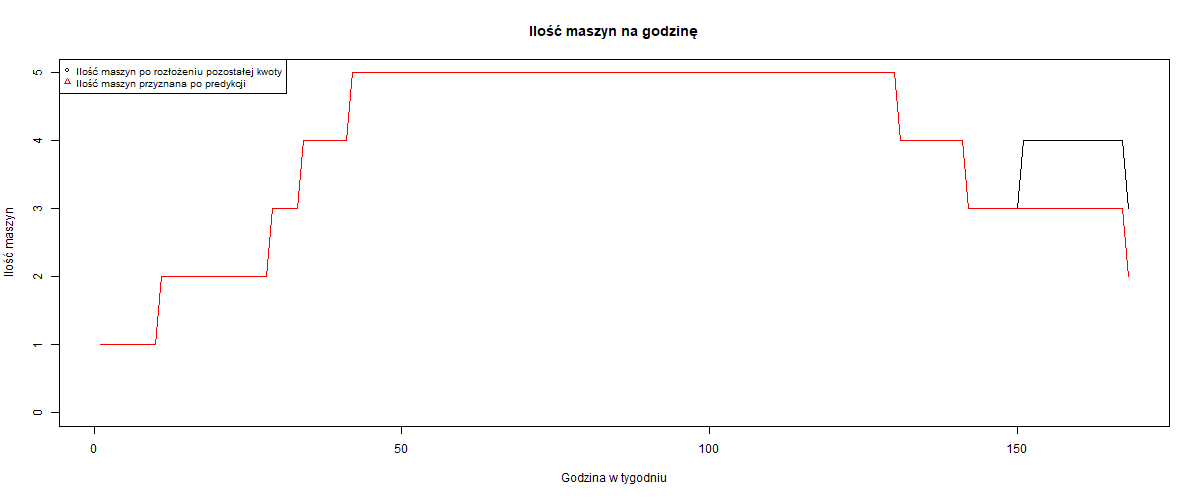 Ilość maszyn na godzinę
Ilość maszyn po rozłożeniu pozostałej kwoty
Ilość maszyn przyznana po predykcji
Ilość maszyn
5
4
3
2
1
0
0 50 100 150
Godzina w tygodniu